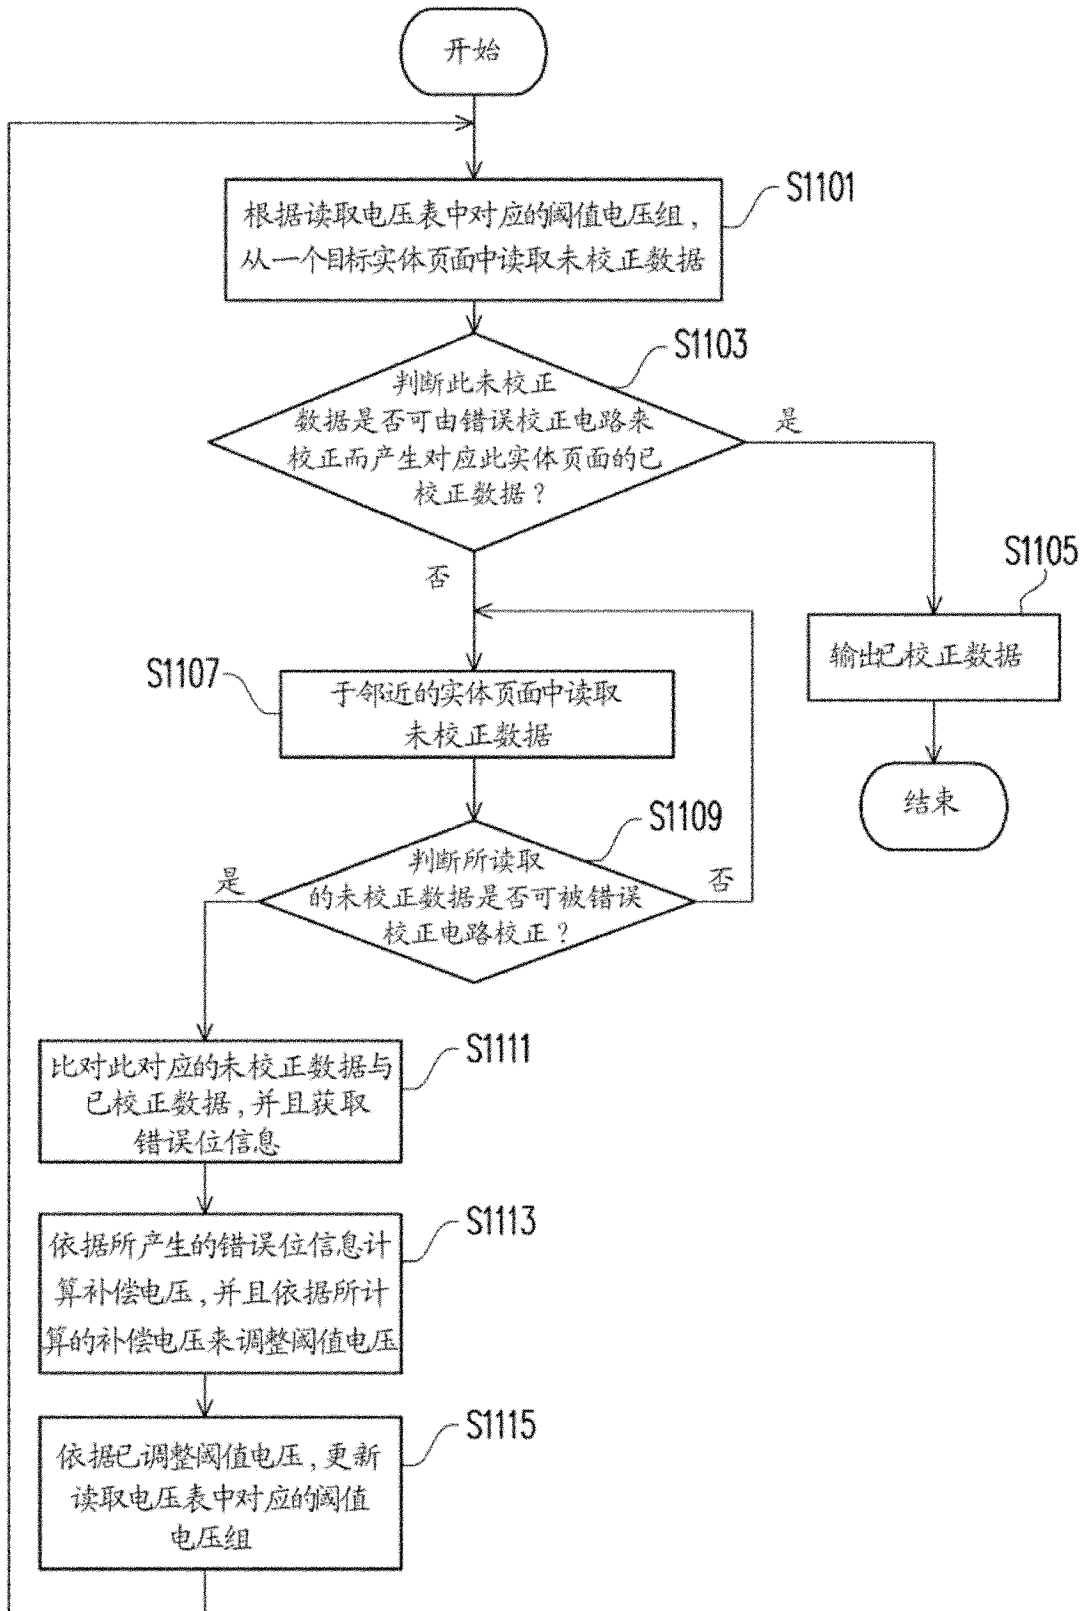 开始
S1101
根据读取电压表中对应的阈值电压组，
从一个目标实体页面中读取未校正数据
S1103
判断此未校正
数据是否可由错误校正电路来
校正而产生对应此实体页面的已
校正数据？
是
否
S1105
输出已校正数据
结束
S1107
于邻近的实体页面中读取
未校正数据
S1109
判断所读取
的未校正数据是否可被错误
校正电路校正？
是
否
S1111
比对此对应的未校正数据与
已校正数据，并且获取
错误位信息
S1113
依据所产生的错误位信息计
算补偿电压，并且依据所计
算的补偿电压来调整阈值电压
S1115
依据已调整阈值电压，更新
读取电压表中对应的阈值
电压组